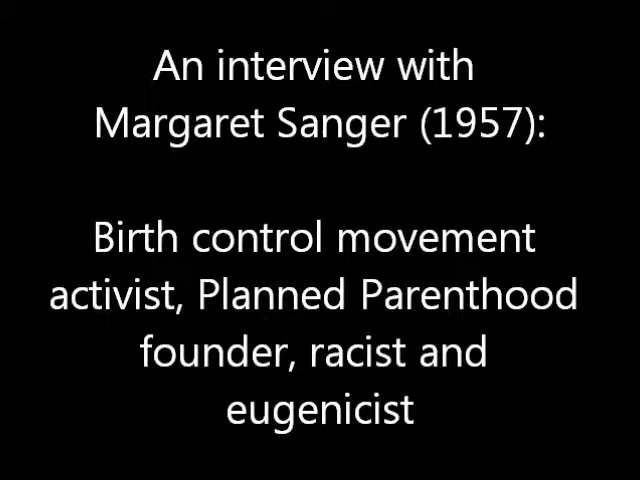 An interview with
Margaret Sanger (1957):
Birth control movement
activist, Planned Parenthood
founder, racist and
eugenicist